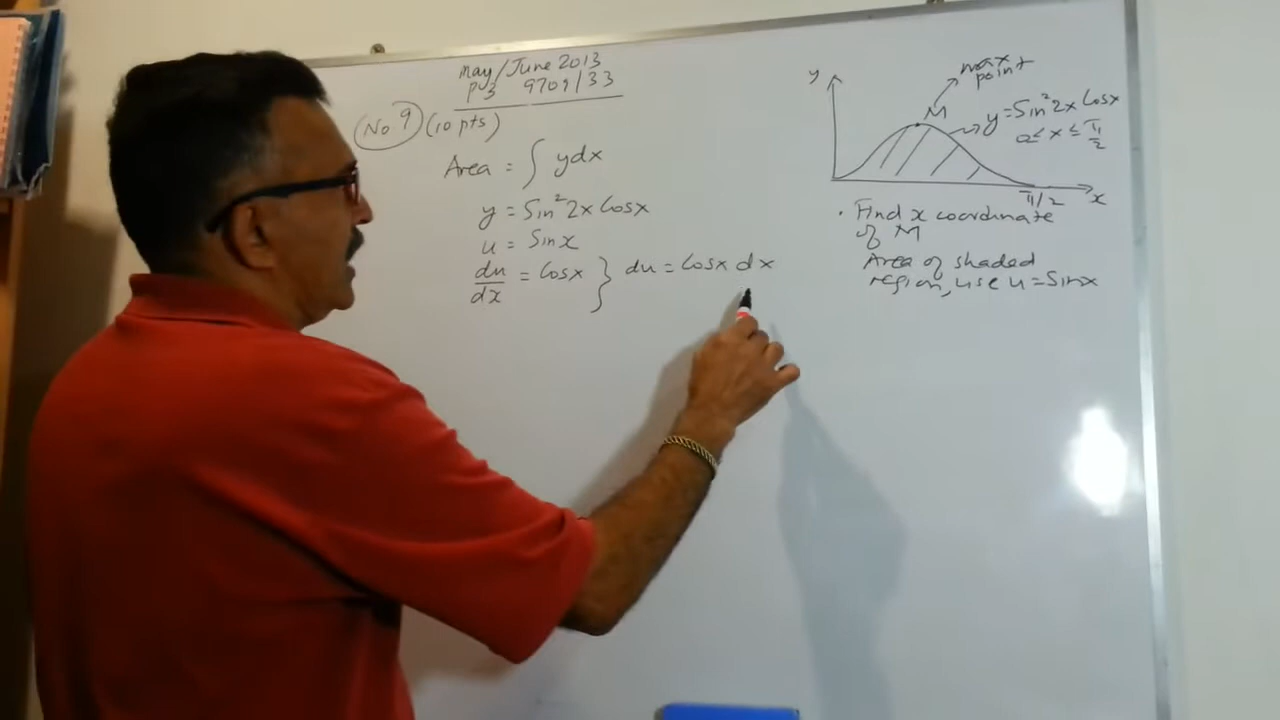 May/June 2013
P3 9709/33
No 9 (10 pts)
Area = ∫ ydx
y = Sin²2x Cosx
u = Sinx
du/dx = Cosx } du = Cosx dx
y
max point
M
y = Sin²2x Cosx
0 ≤ x ≤ π/2
π/2
x
· Find x coordinate
of M
Area of shaded
region, use u = Sinx